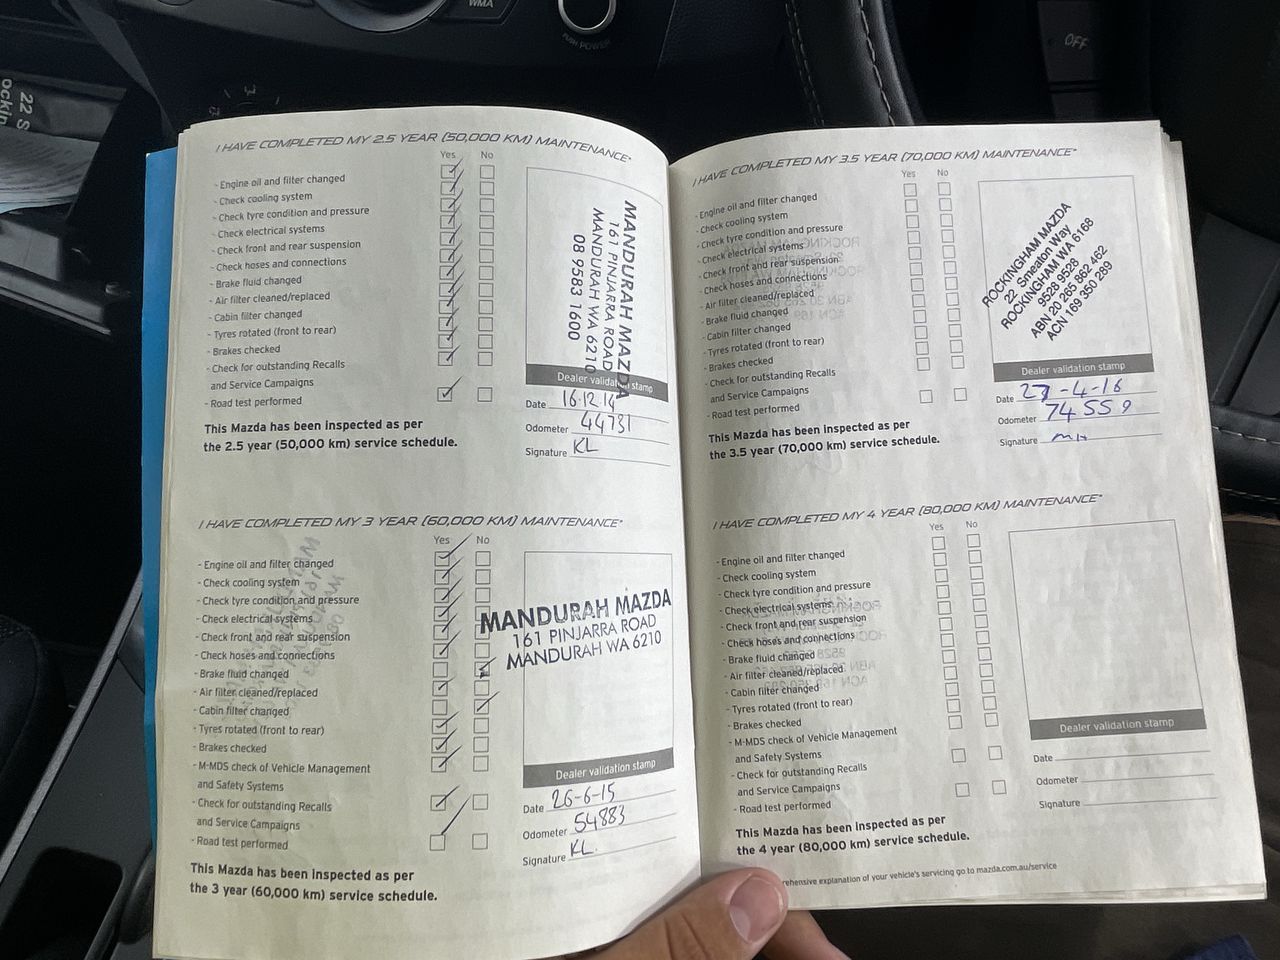 WMA
PUSH POWER
OFF
22 S
I HAVE COMPLETED MY 2.5 YEAR (50,000 KM) MAINTENANCE*
Yes No
- Engine oil and filter changed
- Check cooling system
- Check tyre condition and pressure
- Check electrical systems
- Check front and rear suspension
- Check hoses and connections
- Brake fluid changed
- Air filter cleaned/replaced
- Cabin filter changed
- Tyres rotated (front to rear)
- Brakes checked
- Check for outstanding Recalls
and Service Campaigns
- Road test performed
This Mazda has been inspected as per
the 2.5 year (50,000 km) service schedule.
MANDURAH MAZDA
161 PINJARRA ROAD
MANDURAH WA 6210
08 9583 1600
Dealer validation stamp
Date 16.12.14
Odometer 44731
Signature KL
I HAVE COMPLETED MY 3 YEAR (60,000 KM) MAINTENANCE*
Yes No
- Engine oil and filter changed
- Check cooling system
- Check tyre condition and pressure
- Check electrical systems
- Check front and rear suspension
- Check hoses and connections
- Brake fluid changed
- Air filter cleaned/replaced
- Cabin filter changed
- Tyres rotated (front to rear)
- Brakes checked
- M-MDS check of Vehicle Management
and Safety Systems
- Check for outstanding Recalls
and Service Campaigns
- Road test performed
This Mazda has been inspected as per
the 3 year (60,000 km) service schedule.
MANDURAH MAZDA
161 PINJARRA ROAD
MANDURAH WA 6210
Dealer validation stamp
Date 26-6-15
Odometer 54883
Signature KL.
I HAVE COMPLETED MY 3.5 YEAR (70,000 KM) MAINTENANCE*
Yes No
- Engine oil and filter changed
- Check cooling system
- Check tyre condition and pressure
- Check electrical systems
- Check front and rear suspension
- Check hoses and connections
- Air filter cleaned/replaced
- Brake fluid changed
- Cabin filter changed
- Tyres rotated (front to rear)
- Brakes checked
- Check for outstanding Recalls
and Service Campaigns
- Road test performed
This Mazda has been inspected as per
the 3.5 year (70,000 km) service schedule.
ROCKINGHAM MAZDA
22 Smeaton Way
ROCKINGHAM WA 6168
9528 9528
ABN 20 265 862 462
ACN 169 350 289
Dealer validation stamp
Date 27-4-16
Odometer 74559
Signature MH
I HAVE COMPLETED MY 4 YEAR (80,000 KM) MAINTENANCE*
Yes No
- Engine oil and filter changed
- Check cooling system
- Check tyre condition and pressure
- Check electrical systems
- Check front and rear suspension
- Check hoses and connections
- Brake fluid changed
- Air filter cleaned/replaced
- Cabin filter changed
- Tyres rotated (front to rear)
- Brakes checked
- M-MDS check of Vehicle Management
and Safety Systems
- Check for outstanding Recalls
and Service Campaigns
- Road test performed
This Mazda has been inspected as per
the 4 year (80,000 km) service schedule.
Dealer validation stamp
Date
Odometer
Signature
explanation of your vehicle's servicing go to mazda.com.au/service